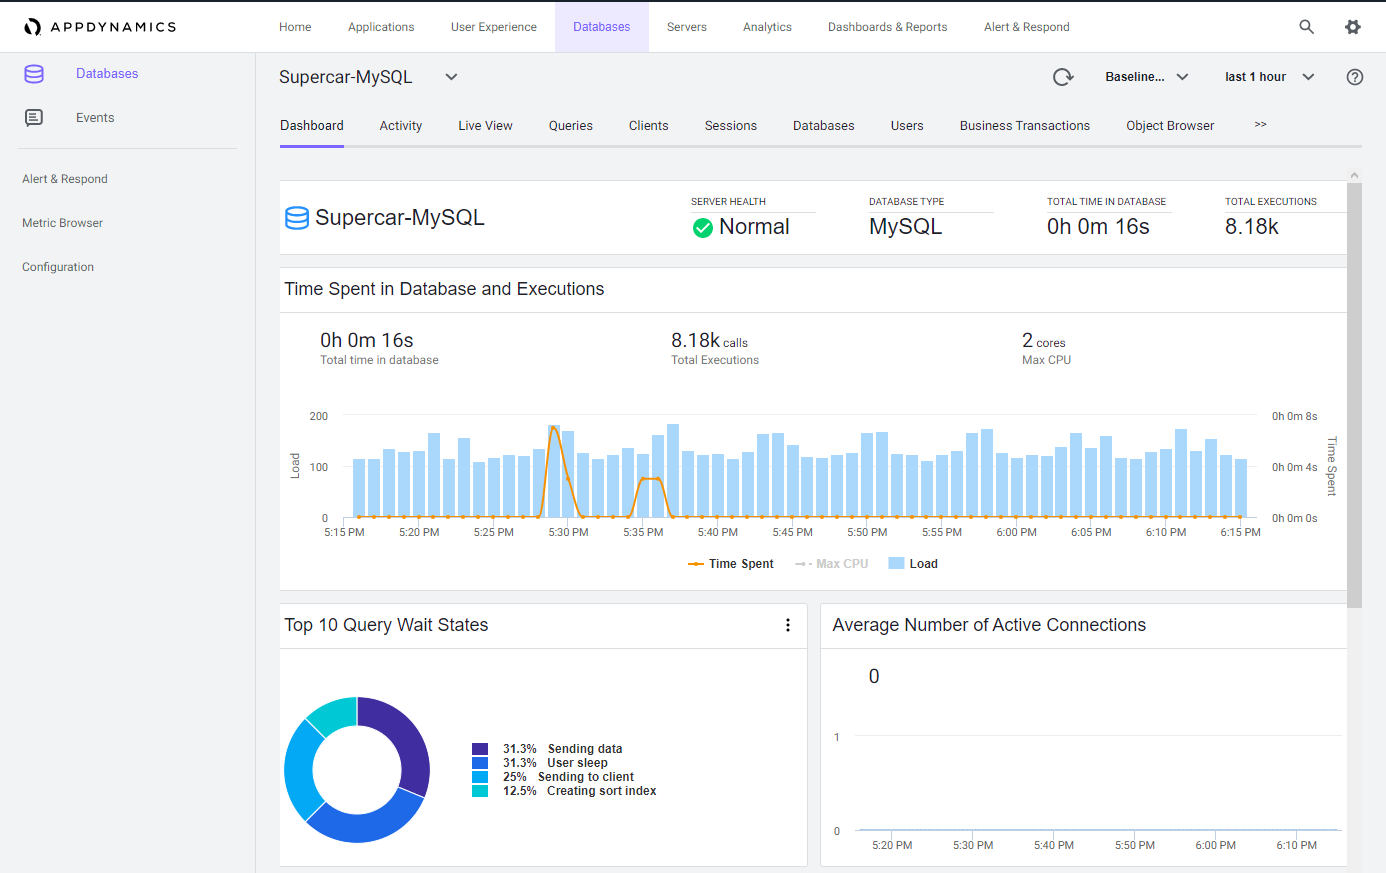 APPDYNAMICS
Home Applications User Experience Databases Servers Analytics Dashboards & Reports Alert & Respond
Databases
Events
Alert & Respond
Metric Browser
Configuration
Supercar-MySQL
Baseline... last 1 hour
Dashboard Activity Live View Queries Clients Sessions Databases Users Business Transactions Object Browser >>
Supercar-MySQL
SERVER HEALTH
Normal
DATABASE TYPE
MySQL
TOTAL TIME IN DATABASE
0h 0m 16s
TOTAL EXECUTIONS
8.18k
Time Spent in Database and Executions
0h 0m 16s
Total time in database
8.18k calls
Total Executions
2 cores
Max CPU
200
100
0
Load
0h 0m 8s
0h 0m 4s
0h 0m 0s
Time Spent
5:15 PM 5:20 PM 5:25 PM 5:30 PM 5:35 PM 5:40 PM 5:45 PM 5:50 PM 5:55 PM 6:00 PM 6:05 PM 6:10 PM 6:15 PM
Time Spent Max CPU Load
Top 10 Query Wait States
31.3% Sending data
31.3% User sleep
25% Sending to client
12.5% Creating sort index
Average Number of Active Connections
0
1
0
5:20 PM 5:30 PM 5:40 PM 5:50 PM 6:00 PM 6:10 PM